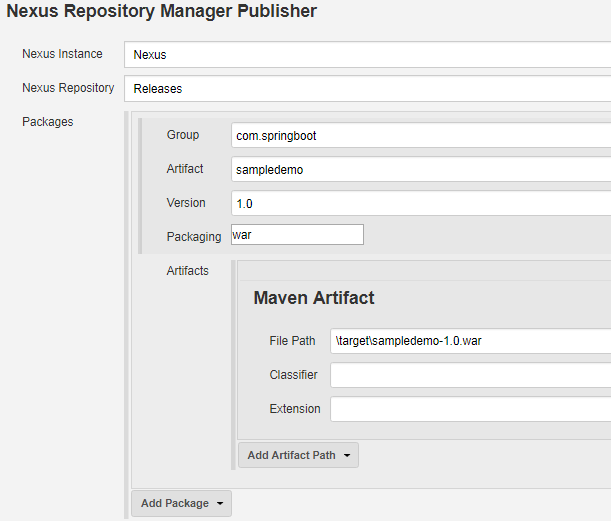 Nexus Repository Manager Publisher
Nexus Instance Nexus
Nexus Repository Releases
Packages
Group com.springboot
Artifact sampledemo
Version 1.0
Packaging war
Artifacts
Maven Artifact
File Path \target\sampledemo-1.0.war
Classifier
Extension
Add Artifact Path
Add Package